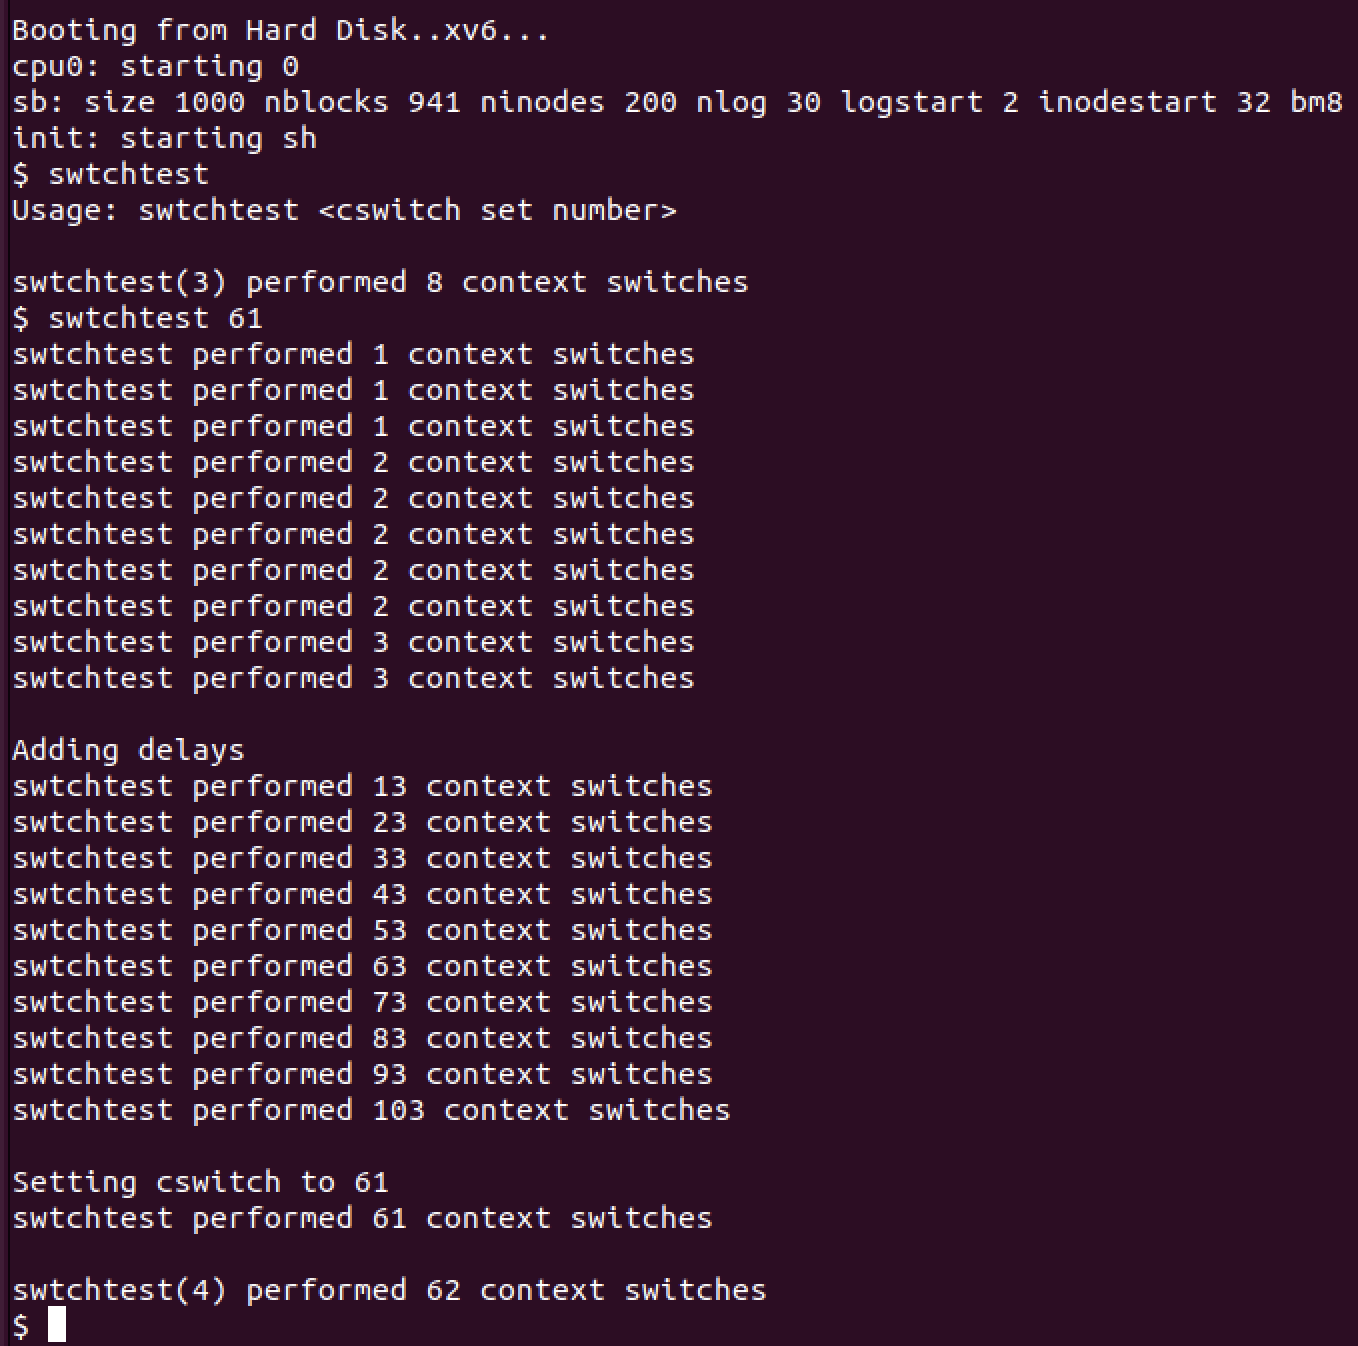 Booting from Hard Disk..xv6...
cpu0: starting 0
sb: size 1000 nblocks 941 ninodes 200 nlog 30 logstart 2 inodestart 32 bm8
init: starting sh
$ swtchtest
Usage: swtchtest <cswitch set number>

swtchtest(3) performed 8 context switches
$ swtchtest 61
swtchtest performed 1 context switches
swtchtest performed 1 context switches
swtchtest performed 1 context switches
swtchtest performed 2 context switches
swtchtest performed 2 context switches
swtchtest performed 2 context switches
swtchtest performed 2 context switches
swtchtest performed 2 context switches
swtchtest performed 3 context switches
swtchtest performed 3 context switches

Adding delays
swtchtest performed 13 context switches
swtchtest performed 23 context switches
swtchtest performed 33 context switches
swtchtest performed 43 context switches
swtchtest performed 53 context switches
swtchtest performed 63 context switches
swtchtest performed 73 context switches
swtchtest performed 83 context switches
swtchtest performed 93 context switches
swtchtest performed 103 context switches

Setting cswitch to 61
swtchtest performed 61 context switches

swtchtest(4) performed 62 context switches
$